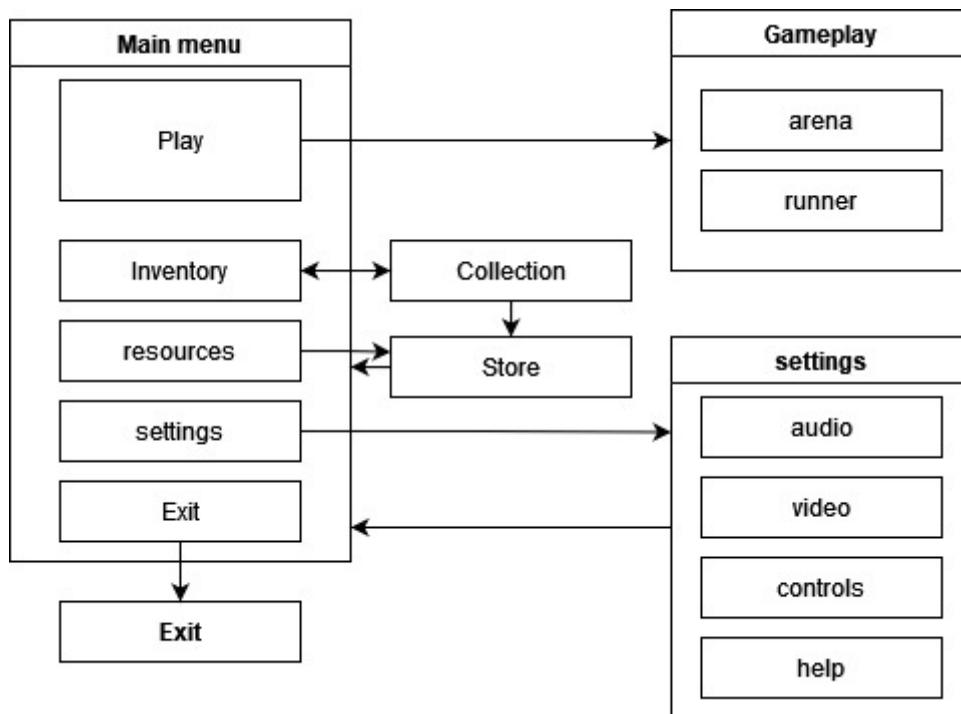 Main menu
Play
Inventory
resources
settings
Exit
Exit
Collection
Store
Gameplay
arena
runner
settings
audio
video
controls
help